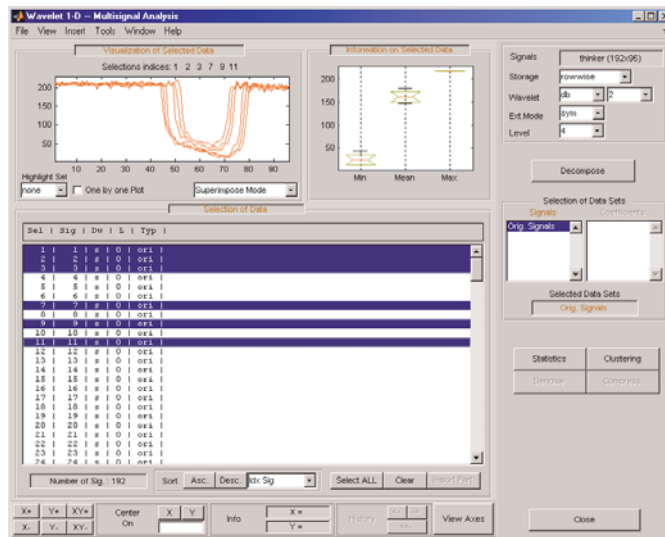 Wavelet 1-D -- Multisignal Analysis
File View Insert Tools Window Help
Visualization of Selected Data
Selections indices: 1 2 3 7 9 11
200
150
100
50
10 20 30 40 50 60 70 80 90
Highlight Sel
none
One by one Plot
Superimpose Mode
Information on Selected Data
200
150
100
50
Min Mean Max
Signals thinker (192x96)
Storage rowwise
Wavelet db 2
Ext.Mode sym
Level 4
Decompose
Selection of Data Sets
Signals Coefficients
Orig. Signals
Selected Data Sets
Orig. Signals
Statistics Clustering
Denoise Compress
Close
Selection of Data
Sel | Sig | Dw | L | Typ |
1 | 1 | s | 0 | ori |
2 | 2 | s | 0 | ori |
3 | 3 | s | 0 | ori |
4 | 4 | s | 0 | ori |
5 | 5 | s | 0 | ori |
6 | 6 | s | 0 | ori |
7 | 7 | s | 0 | ori |
8 | 8 | s | 0 | ori |
9 | 9 | s | 0 | ori |
10 | 10 | s | 0 | ori |
11 | 11 | s | 0 | ori |
12 | 12 | s | 0 | ori |
13 | 13 | s | 0 | ori |
14 | 14 | s | 0 | ori |
15 | 15 | s | 0 | ori |
16 | 16 | s | 0 | ori |
17 | 17 | s | 0 | ori |
18 | 18 | s | 0 | ori |
19 | 19 | s | 0 | ori |
20 | 20 | s | 0 | ori |
21 | 21 | s | 0 | ori |
22 | 22 | s | 0 | ori |
23 | 23 | s | 0 | ori |
24 | 24 | s | 0 | ori |
Number of Sig. : 192
Sort Asc. Desc. Idx Sig
Select ALL Clear Import Part
X+ Y+ XY+
X- Y- XY-
Center On X Y
Info X = Y =
History
View Axes